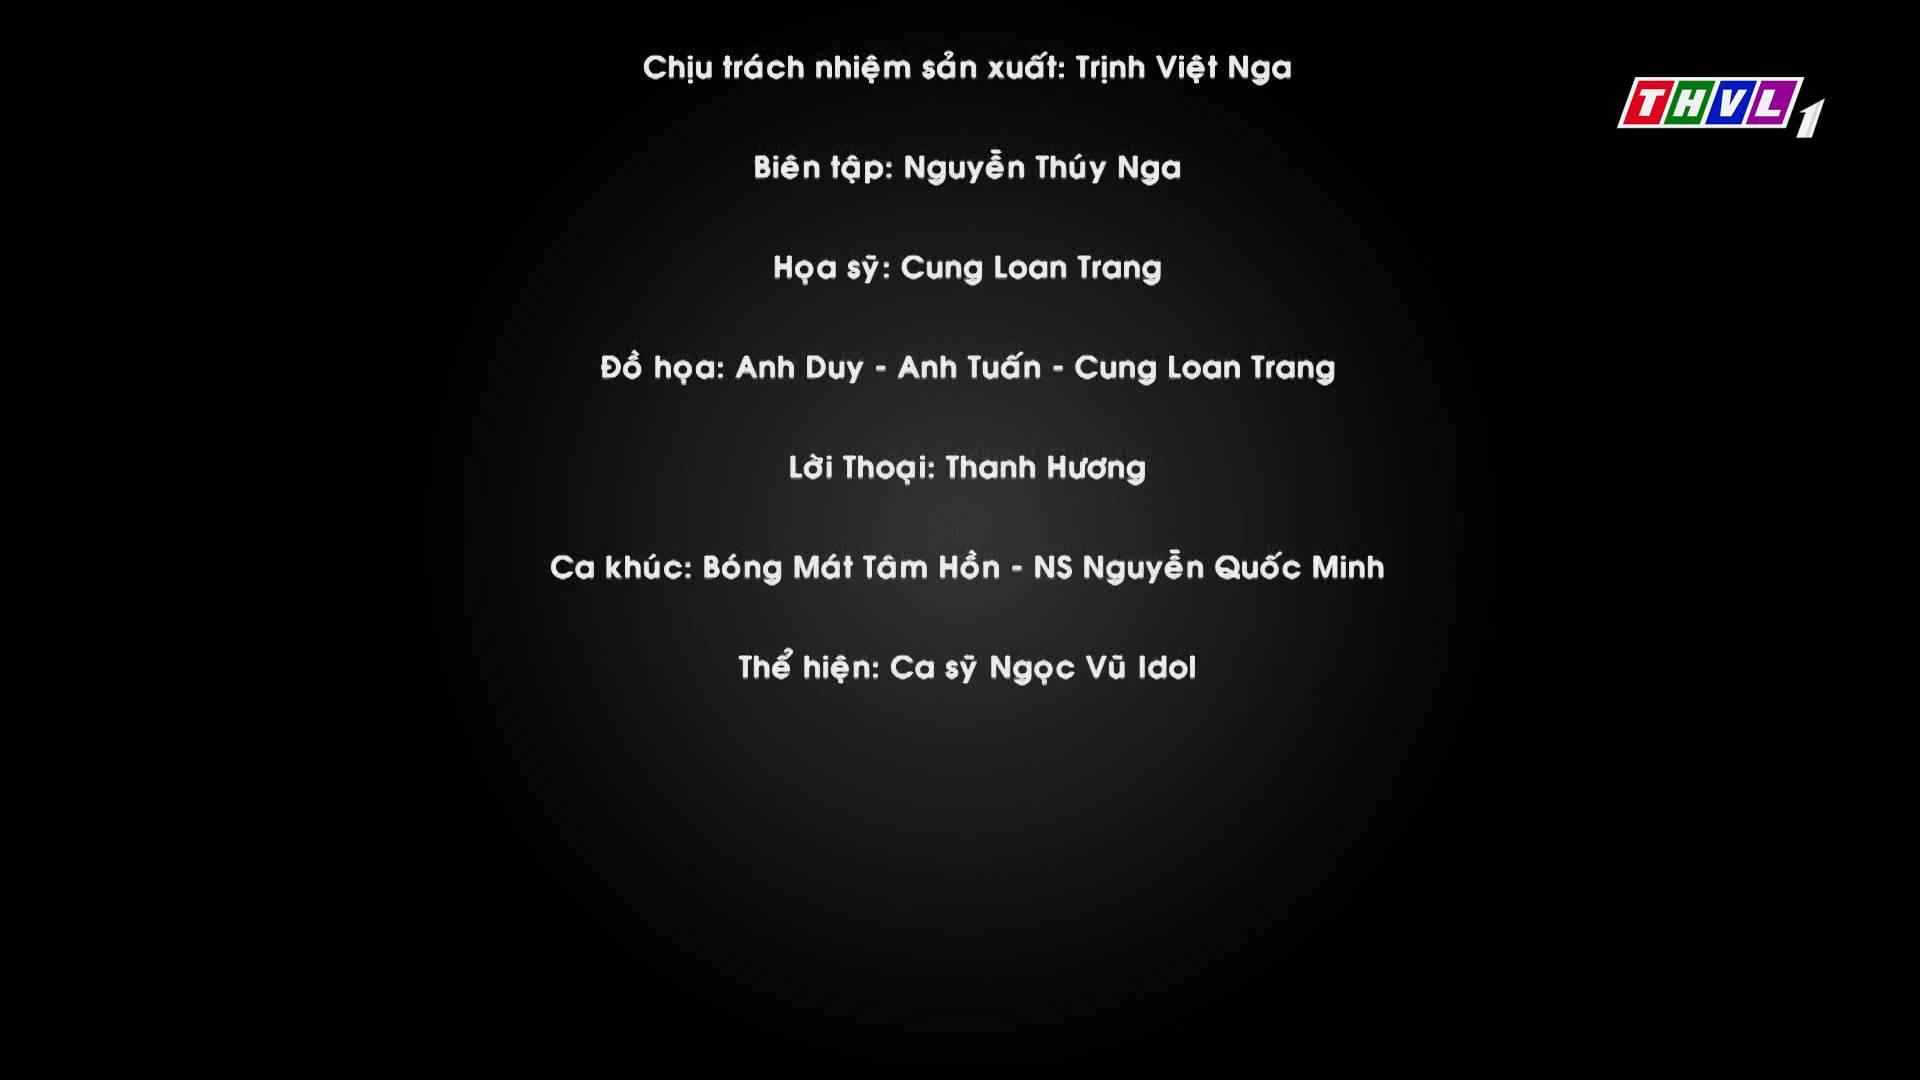 Chịu trách nhiệm sản xuất: Trịnh Việt Nga
THVL1
Biên tập: Nguyễn Thúy Nga
Họa sỹ: Cung Loan Trang
Đồ họa: Anh Duy - Anh Tuấn - Cung Loan Trang
Lời Thoại: Thanh Hương
Ca khúc: Bóng Mát Tâm Hồn - NS Nguyễn Quốc Minh
Thể hiện: Ca sỹ Ngọc Vũ Idol